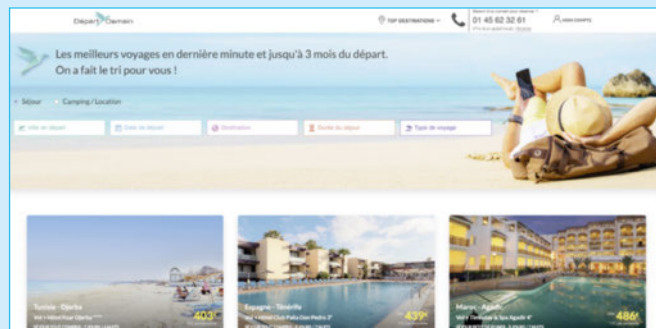 Départ Demain
TOP DESTINATIONS
01 45 62 32 61
MON COMPTE
Les meilleurs voyages en dernière minute et jusqu'à 3 mois du départ.
On a fait le tri pour vous !
Séjour
Camping / Location
Ville de départ
Date de départ
Destination
Durée du séjour
Type de voyage
Tunisie - Djerba
403€
Espagne - Ténérife
439€
Maroc - Agadir
486€